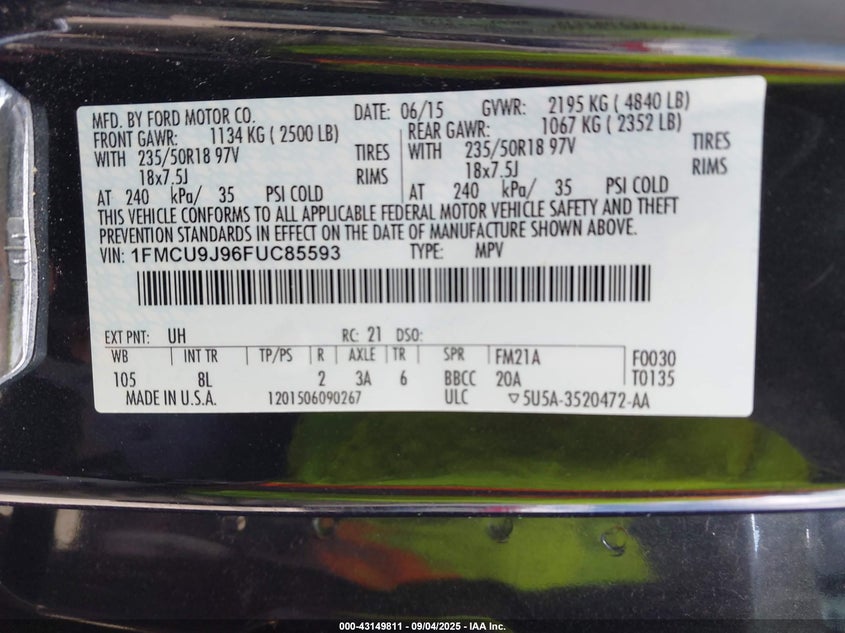 MFD. BY FORD MOTOR CO. DATE: 06/15 GVWR: 2195 KG ( 4840 LB)
FRONT GAWR: 1134 KG ( 2500 LB) REAR GAWR: 1067 KG ( 2352 LB)
WITH 235/50R18 97V TIRES WITH 235/50R18 97V TIRES
18x7.5J RIMS 18x7.5J RIMS
AT 240 kPa/ 35 PSI COLD AT 240 kPa/ 35 PSI COLD
THIS VEHICLE CONFORMS TO ALL APPLICABLE FEDERAL MOTOR VEHICLE SAFETY AND THEFT
PREVENTION STANDARDS IN EFFECT ON THE DATE OF MANUFACTURE SHOWN ABOVE.
VIN: 1FMCU9J96FUC85593 TYPE: MPV
EXT PNT: UH RC: 21 DSO:
WB INT TR TP/PS R AXLE TR SPR FM21A F0030
105 8L 2 3A 6 BBCC 20A T0135
MADE IN U.S.A. 1201506090267 ULC ▽5U5A-3520472-AA
000-43149811 - 09/04/2025 - IAA Inc.